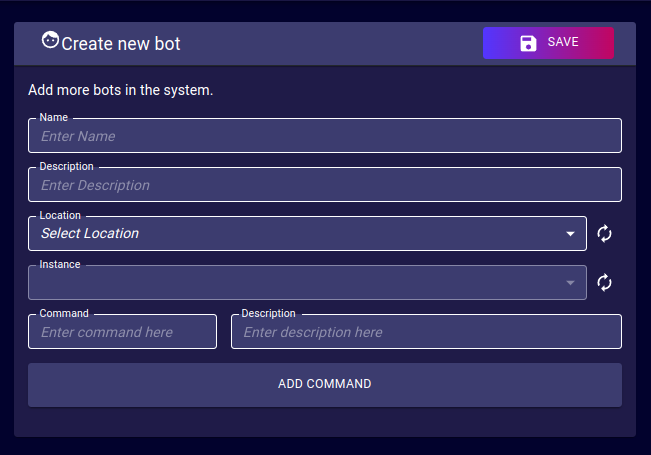 Create new bot
SAVE
Add more bots in the system.
Name
Enter Name
Description
Enter Description
Location
Select Location
Instance
Command Description
Enter command here Enter description here
ADD COMMAND